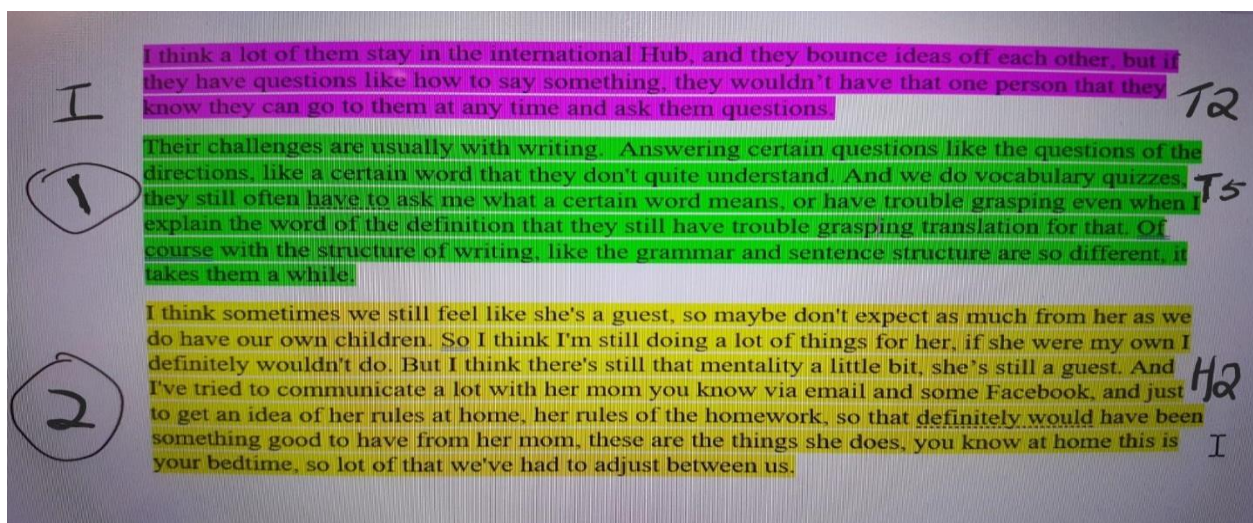 I think a lot of them stay in the international Hub, and they bounce ideas off each other, but if
they have questions like how to say something, they wouldn't have that one person that they
know they can go to them at any time and ask them questions.
I
T2
Their challenges are usually with writing.  Answering certain questions like the questions of the
directions, like a certain word that they don't quite understand. And we do vocabulary quizzes,
they still often have to ask me what a certain word means, or have trouble grasping even when I
explain the word of the definition that they still have trouble grasping translation for that. Of
course with the structure of writing, like the grammar and sentence structure are so different, it
takes them a while.
1
T5
I think sometimes we still feel like she's a guest, so maybe don't expect as much from her as we
do have our own children. So I think I'm still doing a lot of things for her, if she were my own I
definitely wouldn't do. But I think there's still that mentality a little bit, she's still a guest. And
I've tried to communicate a lot with her mom you know via email and some Facebook, and just
to get an idea of her rules at home, her rules of the homework, so that definitely would have been
something good to have from her mom, these are the things she does, you know at home this is
your bedtime, so lot of that we've had to adjust between us.
2
H2
I